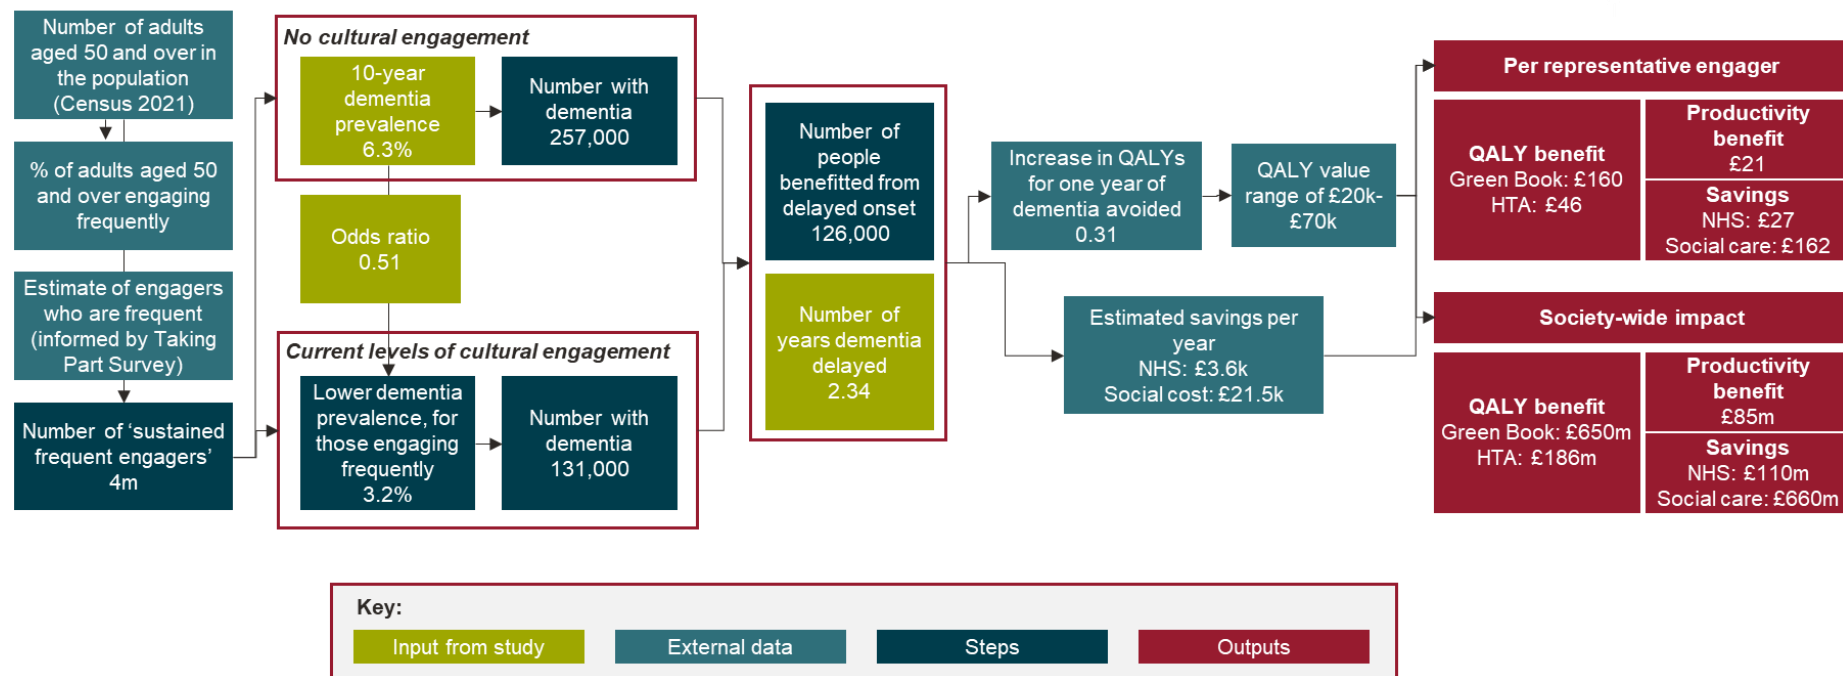 Number of adults
aged 50 and over in
the population
(Census 2021)
% of adults aged 50
and over engaging
frequently
Estimate of engagers
who are frequent
(informed by Taking
Part Survey)
Number of ‘sustained
frequent engagers’
4m
No cultural engagement
10-year
dementia
prevalence
6.3%
Number with
dementia
257,000
Odds ratio
0.51
Current levels of cultural engagement
Lower dementia
prevalence, for
those engaging
frequently
3.2%
Number with
dementia
131,000
Number of
people
benefitted from
delayed onset
126,000
Number of
years dementia
delayed
2.34
Increase in QALYs
for one year of
dementia avoided
0.31
QALY value
range of £20k-
£70k
Estimated savings per
year
NHS: £3.6k
Social cost: £21.5k
Per representative engager
QALY benefit
Green Book: £160
HTA: £46
Productivity
benefit
£21
Savings
NHS: £27
Social care: £162
Society-wide impact
QALY benefit
Green Book: £650m
HTA: £186m
Productivity
benefit
£85m
Savings
NHS: £110m
Social care: £660m
Key:
Input from study
External data
Steps
Outputs